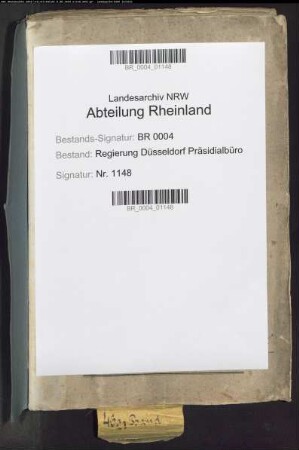 BR_0004_01148
Landesarchiv NRW
Abteilung Rheinland
Bestands-Signatur: BR 0004
Bestand: Regierung Düsseldorf Präsidialbüro
Signatur: Nr. 1148
BR_0004_01148